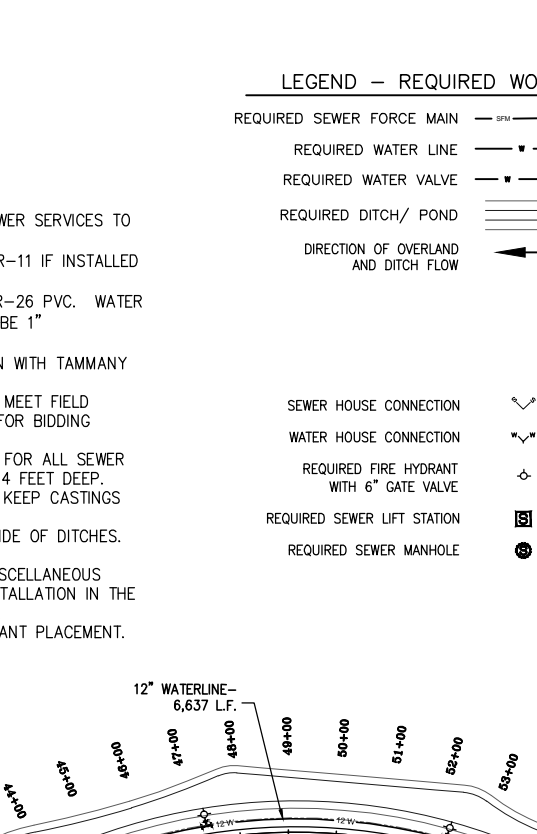 LEGEND – REQUIRED WO
REQUIRED SEWER FORCE MAIN SFM
REQUIRED WATER LINE W
REQUIRED WATER VALVE W
REQUIRED DITCH/ POND
DIRECTION OF OVERLAND
AND DITCH FLOW
SEWER HOUSE CONNECTION S S
WATER HOUSE CONNECTION W W
REQUIRED FIRE HYDRANT
WITH 6" GATE VALVE
REQUIRED SEWER LIFT STATION S
REQUIRED SEWER MANHOLE S
WER SERVICES TO
R–11 IF INSTALLED
R–26 PVC. WATER
BE 1"
N WITH TAMMANY
MEET FIELD
FOR BIDDING
FOR ALL SEWER
4 FEET DEEP.
KEEP CASTINGS
IDE OF DITCHES.
SCELLANEOUS
TALLATION IN THE
ANT PLACEMENT.
12" WATERLINE–
6,637 L.F.
44+00
45+00
46+00
47+00
48+00
49+00
50+00
51+00
52+00
53+00
12 W
12 W